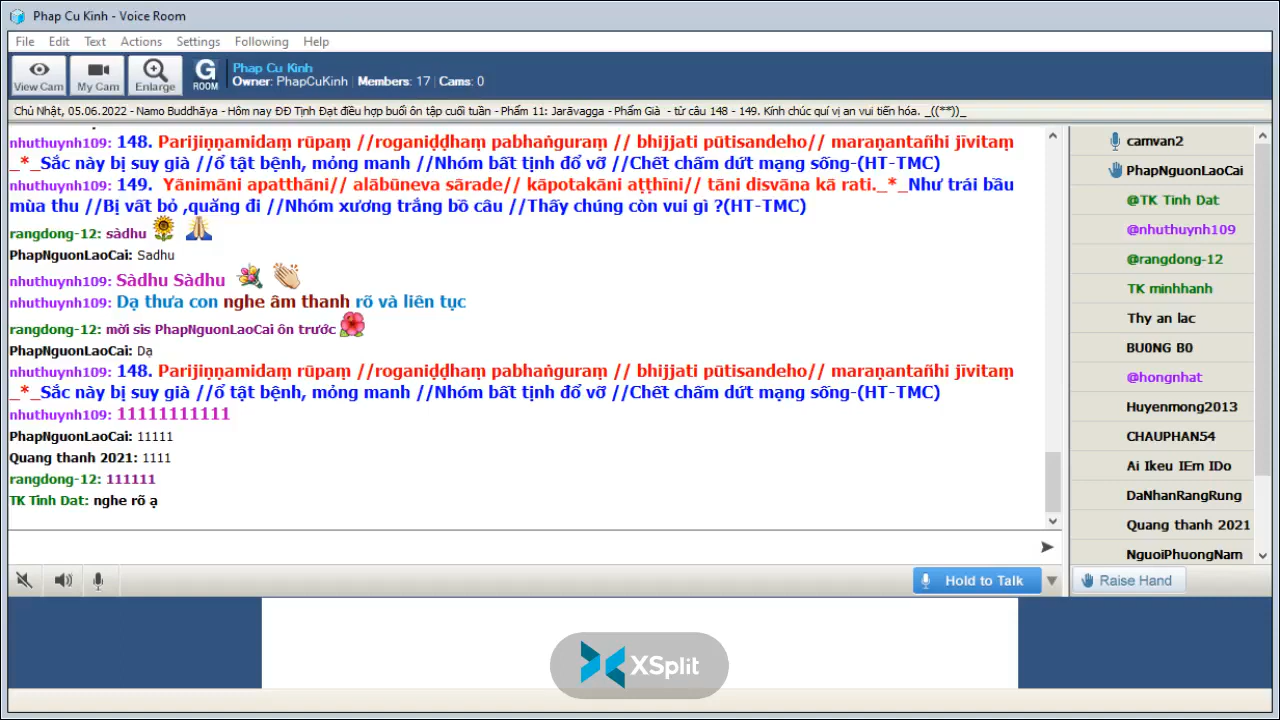 Phap Cu Kinh - Voice Room
File Edit Text Actions Settings Following Help
View Cam My Cam Enlarge G ROOM
Phap Cu Kinh
Owner: PhapCuKinh | Members: 17 | Cams: 0
Chủ Nhật, 05.06.2022 - Namo Buddhāya - Hôm nay ĐĐ Tịnh Đạt điều hợp buổi ôn tập cuối tuần - Phẩm 11: Jarāvagga - Phẩm Già - từ câu 148 - 149. Kính chúc quí vị an vui tiến hóa. _((**))_
nhuthuynh109: 148. Parijiṇṇamidaṃ rūpaṃ //roganiḍḍhaṃ pabhaṅguraṃ // bhijjati pūtisandeho// maraṇantañhi jīvitaṃ
_*_Sắc này bị suy già //ổ tật bệnh, mỏng manh //Nhóm bất tịnh đổ vỡ //Chết chấm dứt mạng sống-(HT-TMC)
nhuthuynh109: 149. Yānimāni apatthāni// alābūneva sārade// kāpotakāni aṭṭhīni// tāni disvāna kā rati._*_Như trái bầu
mùa thu //Bị vất bỏ ,quăng đi //Nhóm xương trắng bồ câu //Thấy chúng còn vui gì ?(HT-TMC)
rangdong-12: sàdhu
PhapNguonLaoCai: Sadhu
nhuthuynh109: Sàdhu Sàdhu
nhuthuynh109: Dạ thưa con nghe âm thanh rõ và liên tục
rangdong-12: mời sis PhapNguonLaoCai ôn trước
PhapNguonLaoCai: Dạ
nhuthuynh109: 148. Parijiṇṇamidaṃ rūpaṃ //roganiḍḍhaṃ pabhaṅguraṃ // bhijjati pūtisandeho// maraṇantañhi jīvitaṃ
_*_Sắc này bị suy già //ổ tật bệnh, mỏng manh //Nhóm bất tịnh đổ vỡ //Chết chấm dứt mạng sống-(HT-TMC)
nhuthuynh109: 11111111111
PhapNguonLaoCai: 11111
Quang thanh 2021: 1111
rangdong-12: 111111
TK Tinh Dat: nghe rõ ạ
Hold to Talk
camvan2
PhapNguonLaoCai
@TK Tinh Dat
@nhuthuynh109
@rangdong-12
TK minhhanh
Thy an lac
BU0NG B0
@hongnhat
Huyenmong2013
CHAUPHAN54
Ai Ikeu IEm IDo
DaNhanRangRung
Quang thanh 2021
NguoiPhuongNam
Raise Hand
XSplit